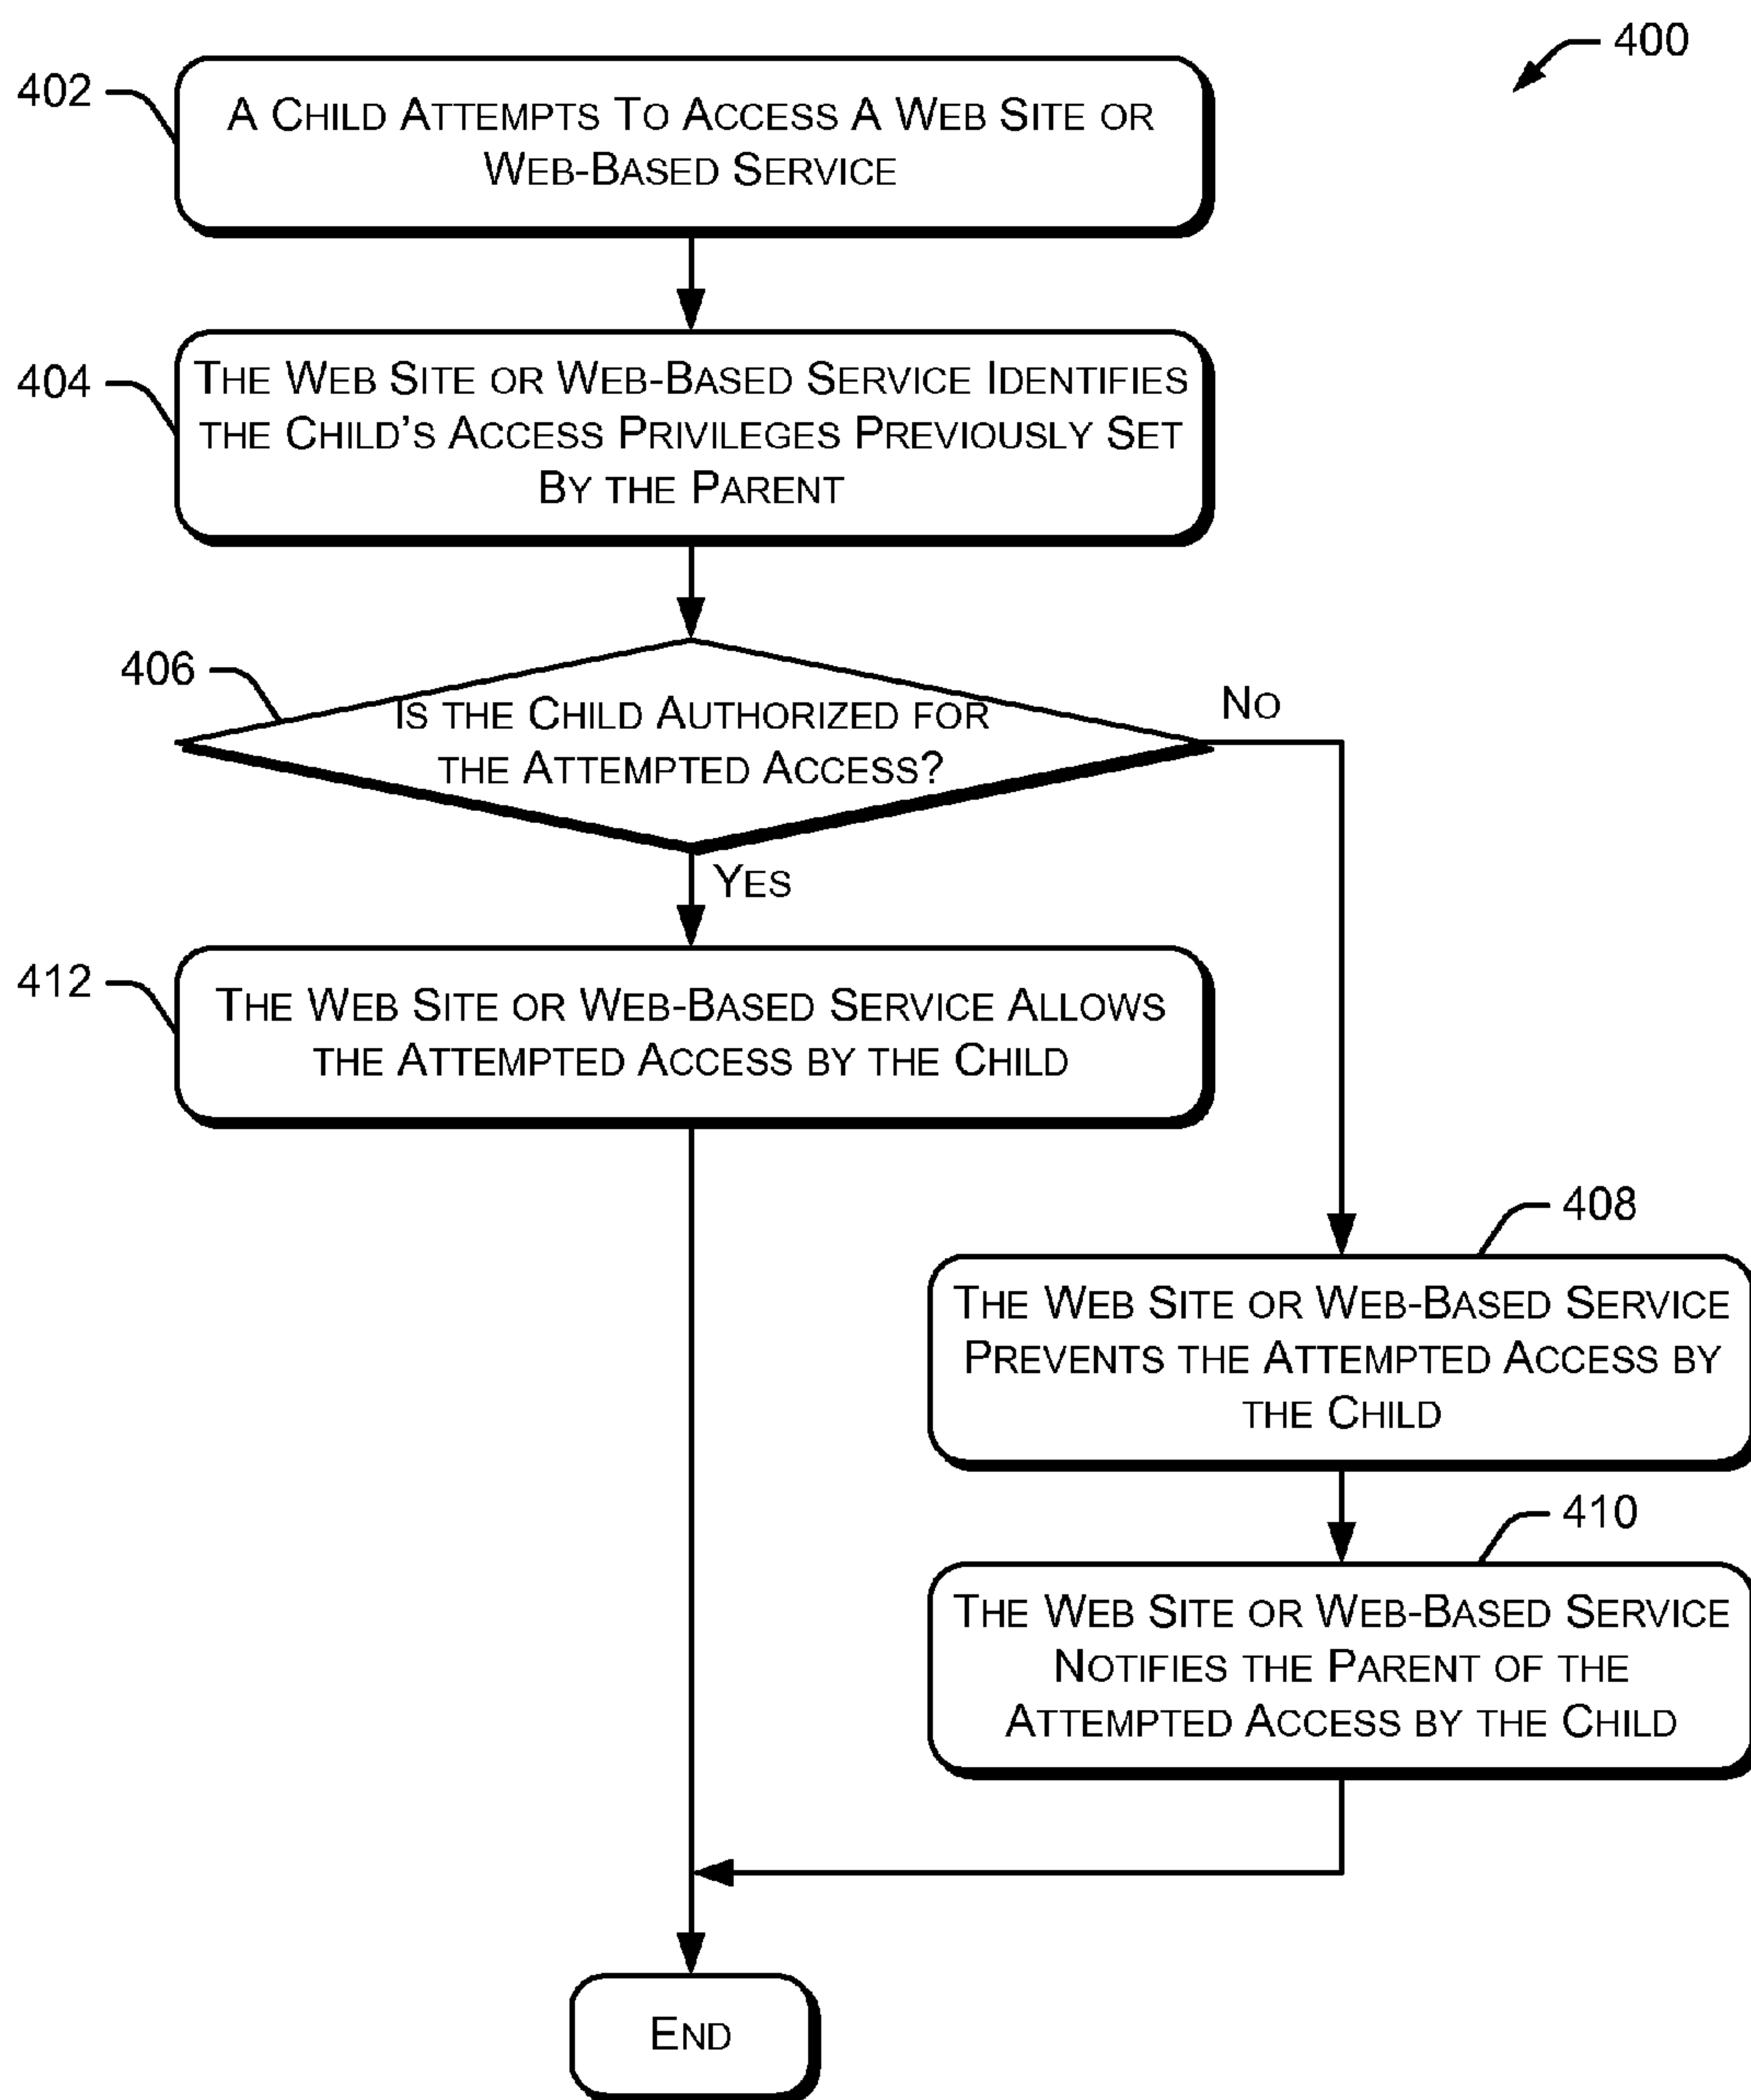 400
402
A CHILD ATTEMPTS TO ACCESS A WEB SITE OR
WEB-BASED SERVICE
404
THE WEB SITE OR WEB-BASED SERVICE IDENTIFIES
THE CHILD'S ACCESS PRIVILEGES PREVIOUSLY SET
BY THE PARENT
406
IS THE CHILD AUTHORIZED FOR
THE ATTEMPTED ACCESS?
NO
YES
412
THE WEB SITE OR WEB-BASED SERVICE ALLOWS
THE ATTEMPTED ACCESS BY THE CHILD
408
THE WEB SITE OR WEB-BASED SERVICE
PREVENTS THE ATTEMPTED ACCESS BY
THE CHILD
410
THE WEB SITE OR WEB-BASED SERVICE
NOTIFIES THE PARENT OF THE
ATTEMPTED ACCESS BY THE CHILD
END